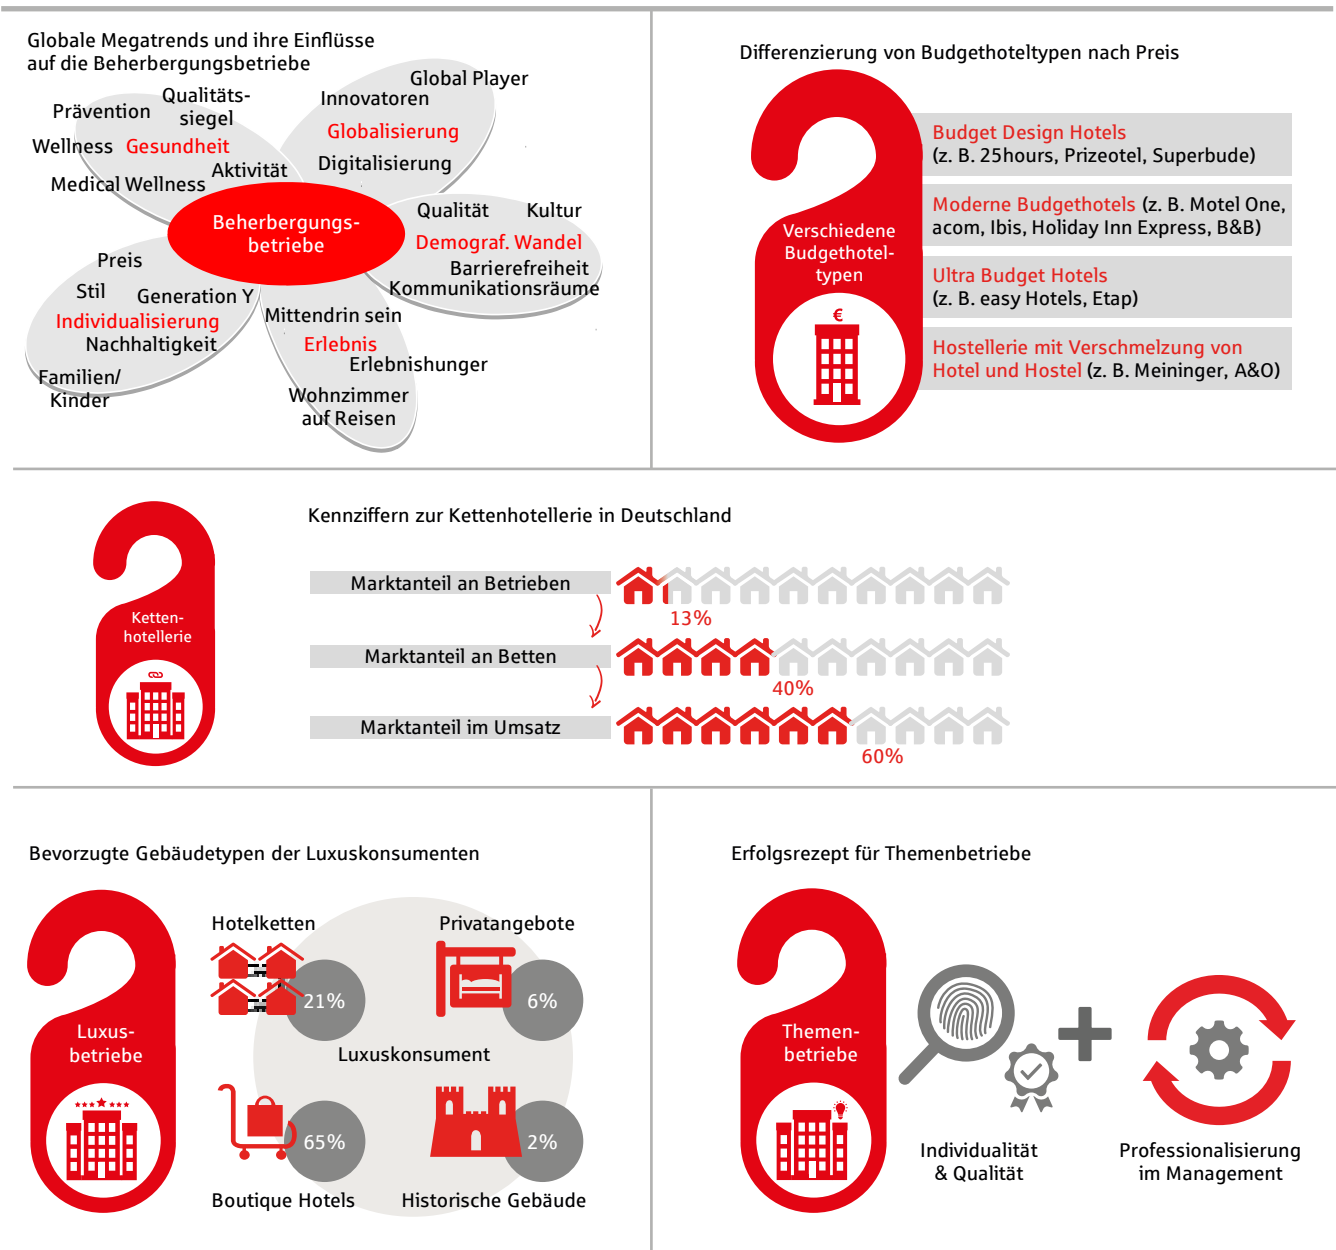 Globale Megatrends und ihre Einflüsse
auf die Beherbergungsbetriebe
Prävention
Qualitäts-
siegel
Wellness
Gesundheit
Aktivität
Medical Wellness
Global Player
Innovatoren
Globalisierung
Digitalisierung
Beherbergungs-
betriebe
Qualität
Kultur
Demograf. Wandel
Barrierefreiheit
Kommunikationsräume
Preis
Stil
Generation Y
Individualisierung
Nachhaltigkeit
Familien/
Kinder
Mittendrin sein
Erlebnis
Erlebnishunger
Wohnzimmer
auf Reisen
Differenzierung von Budgethoteltypen nach Preis
Verschiedene
Budgethotel-
typen
€
Budget Design Hotels
(z. B. 25hours, Prizeotel, Superbude)
Moderne Budgethotels (z. B. Motel One,
acom, Ibis, Holiday Inn Express, B&B)
Ultra Budget Hotels
(z. B. easy Hotels, Etap)
Hostellerie mit Verschmelzung von
Hotel und Hostel (z. B. Meininger, A&O)
Kennziffern zur Kettenhotellerie in Deutschland
Ketten-
hotellerie
Marktanteil an Betrieben
13%
Marktanteil an Betten
40%
Marktanteil im Umsatz
60%
Bevorzugte Gebäudetypen der Luxuskonsumenten
Luxus-
betriebe
Hotelketten
21%
Privatangebote
6%
Luxuskonsument
65%
Boutique Hotels
2%
Historische Gebäude
Erfolgsrezept für Themenbetriebe
Themen-
betriebe
Individualität
& Qualität
Professionalisierung
im Management